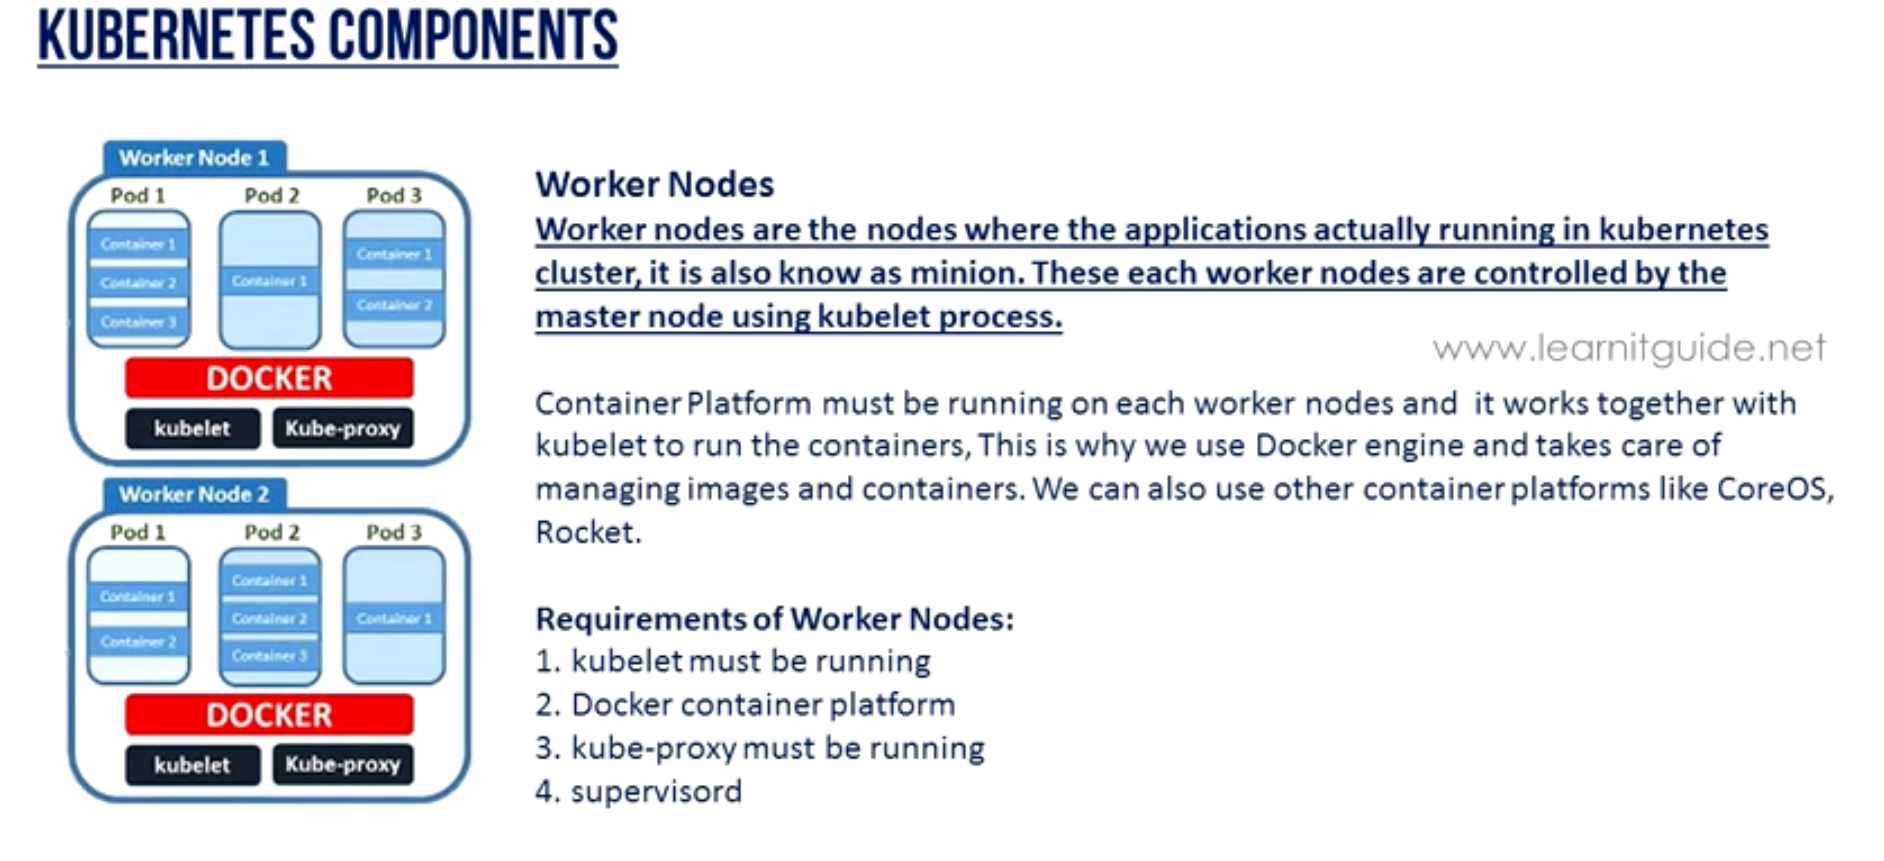 KUBERNETES COMPONENTS
Worker Node 1
Pod 1 Pod 2 Pod 3
Container 1
Container 2
Container 3
Container 1
Container 1
Container 2
DOCKER
kubelet Kube-proxy
Worker Node 2
Pod 1 Pod 2 Pod 3
Container 1
Container 2
Container 1
Container 2
Container 3
Container 1
DOCKER
kubelet Kube-proxy
Worker Nodes
Worker nodes are the nodes where the applications actually running in kubernetes
cluster, it is also know as minion. These each worker nodes are controlled by the
master node using kubelet process.
www.learnitguide.net
Container Platform must be running on each worker nodes and it works together with
kubelet to run the containers, This is why we use Docker engine and takes care of
managing images and containers. We can also use other container platforms like CoreOS,
Rocket.
Requirements of Worker Nodes:
1. kubelet must be running
2. Docker container platform
3. kube-proxy must be running
4. supervisord